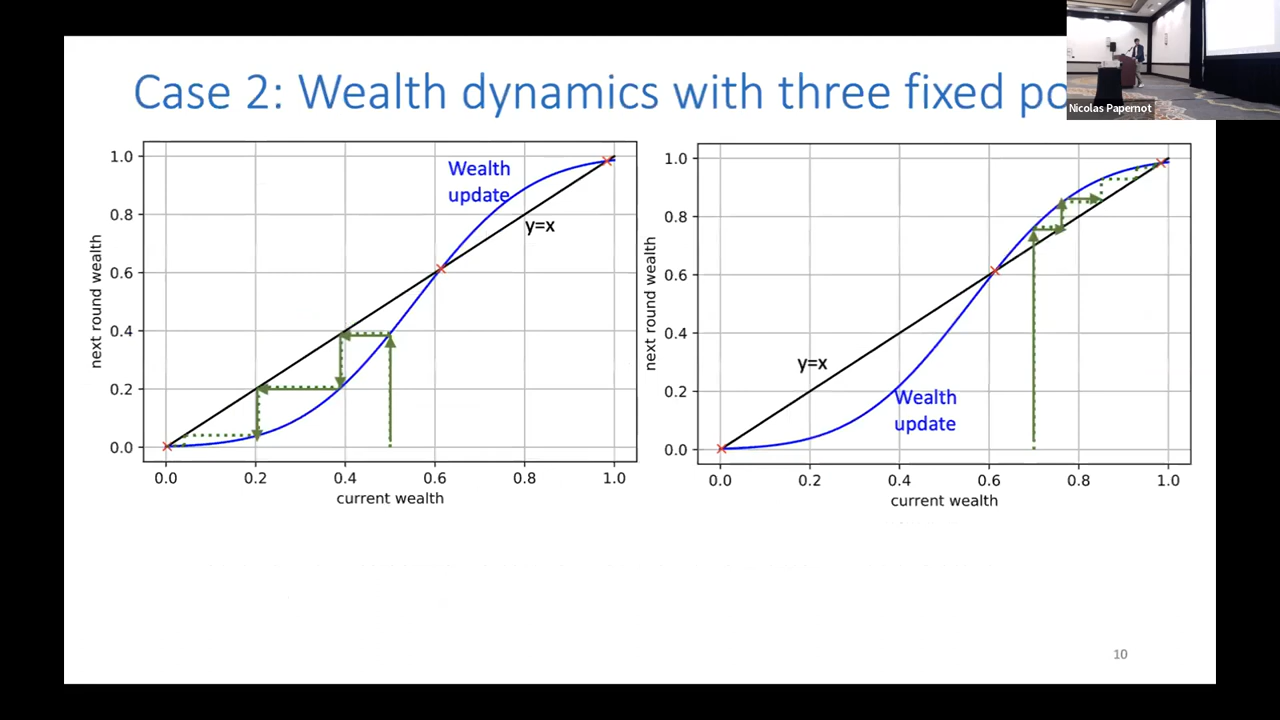 Case 2: Wealth dynamics with three fixed po
Nicolas Papernot
1.0
0.8
0.6
0.4
0.2
0.0
next round wealth
Wealth
update
y=x
0.0 0.2 0.4 0.6 0.8 1.0
current wealth
1.0
0.8
0.6
0.4
0.2
0.0
next round wealth
y=x
Wealth
update
0.0 0.2 0.4 0.6 0.8 1.0
current wealth
10